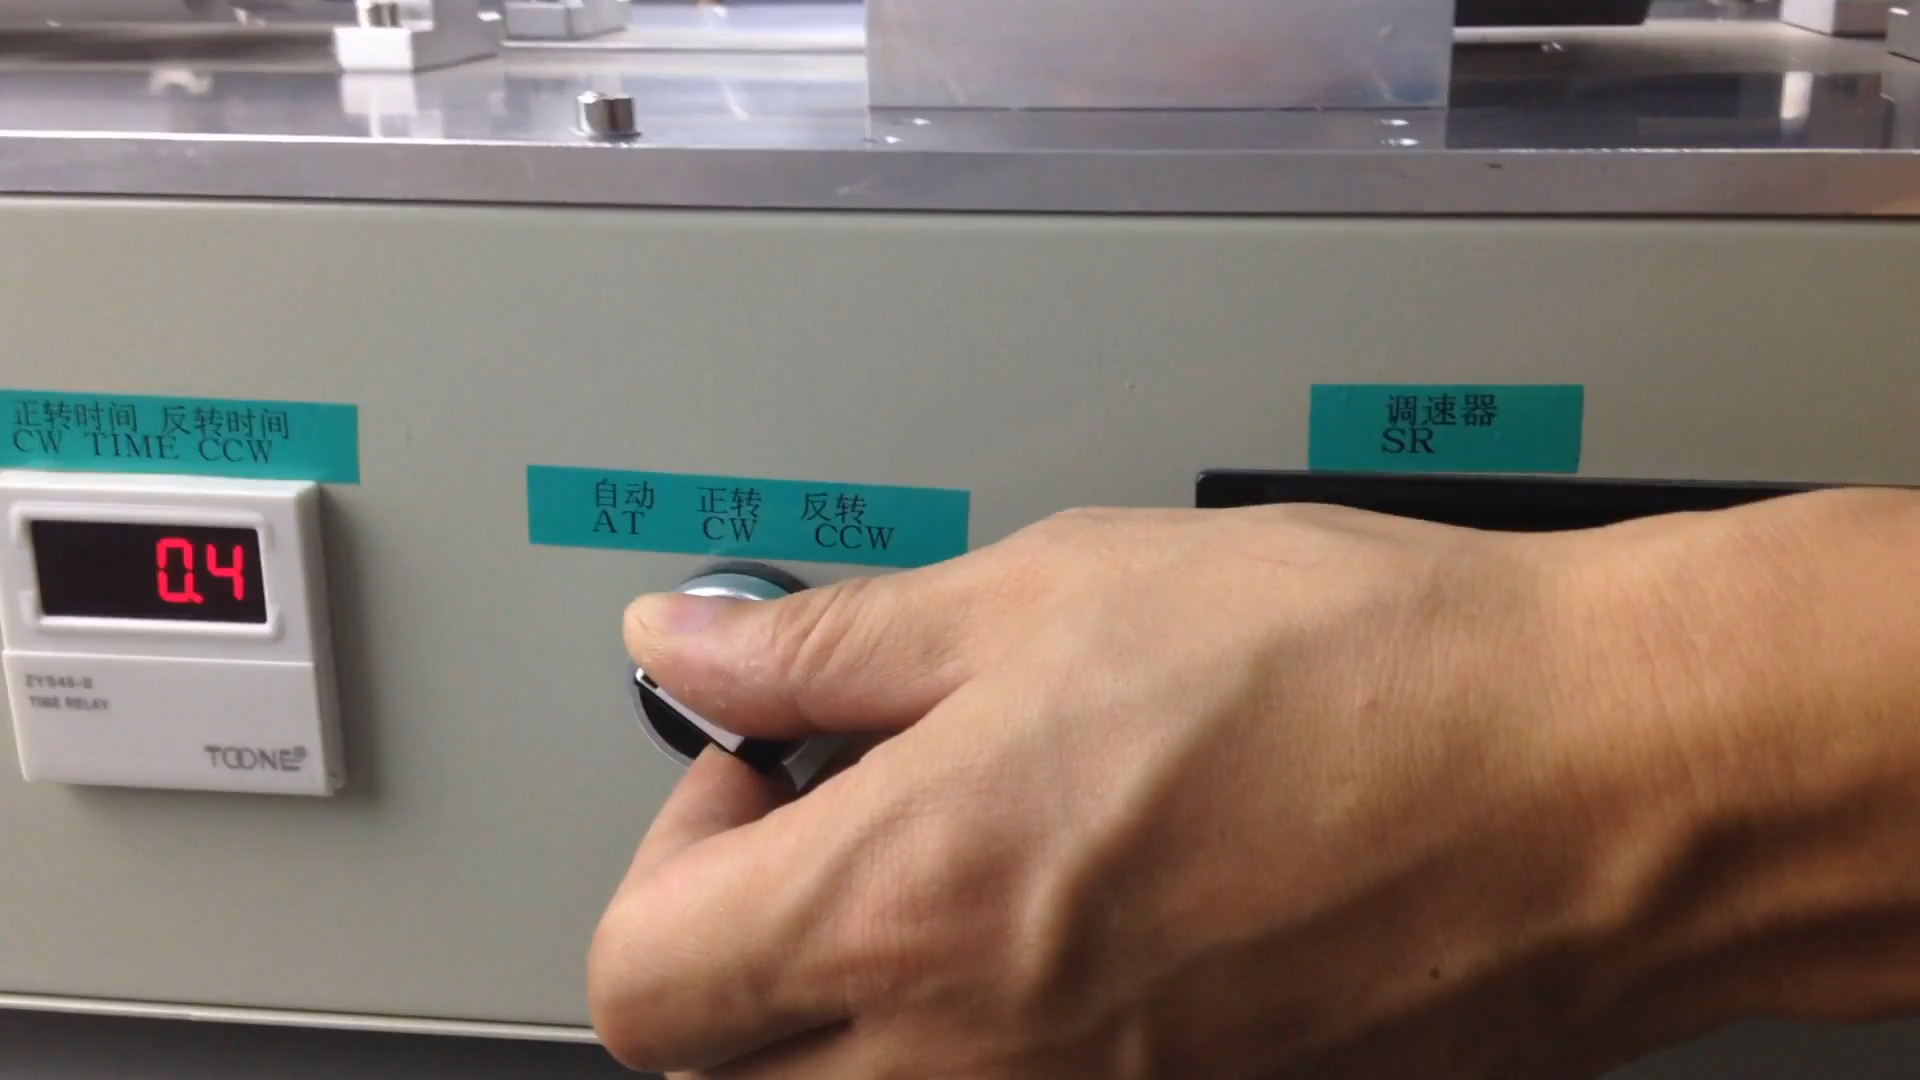 正转时间 反转时间
CW TIME CCW
0.4
ZYS48-S
TIME RELAY
TOONE
自动 正转 反转
AT CW CCW
调速器
SR